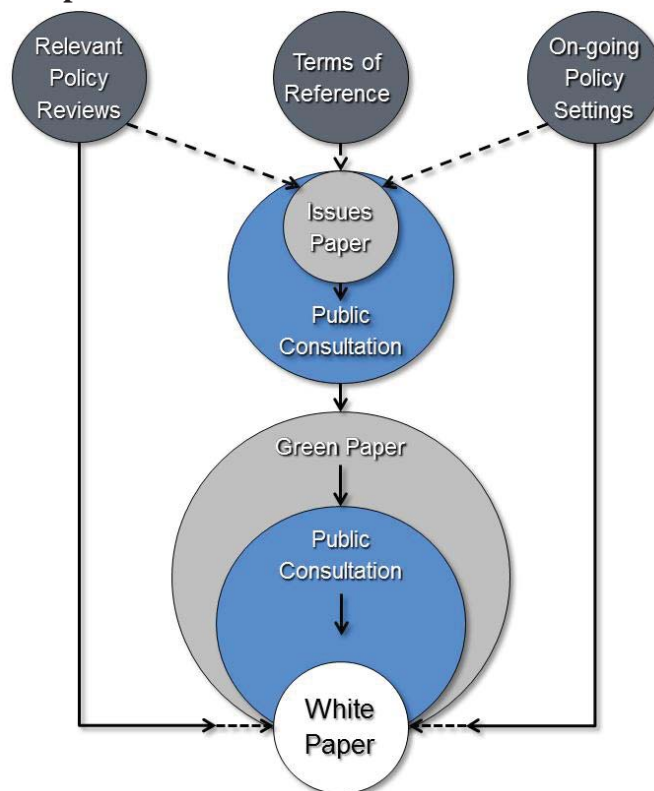 Relevant
Policy
Reviews
Terms of
Reference
On-going
Policy
Settings
Issues
Paper
Public
Consultation
Green Paper
Public
Consultation
White
Paper